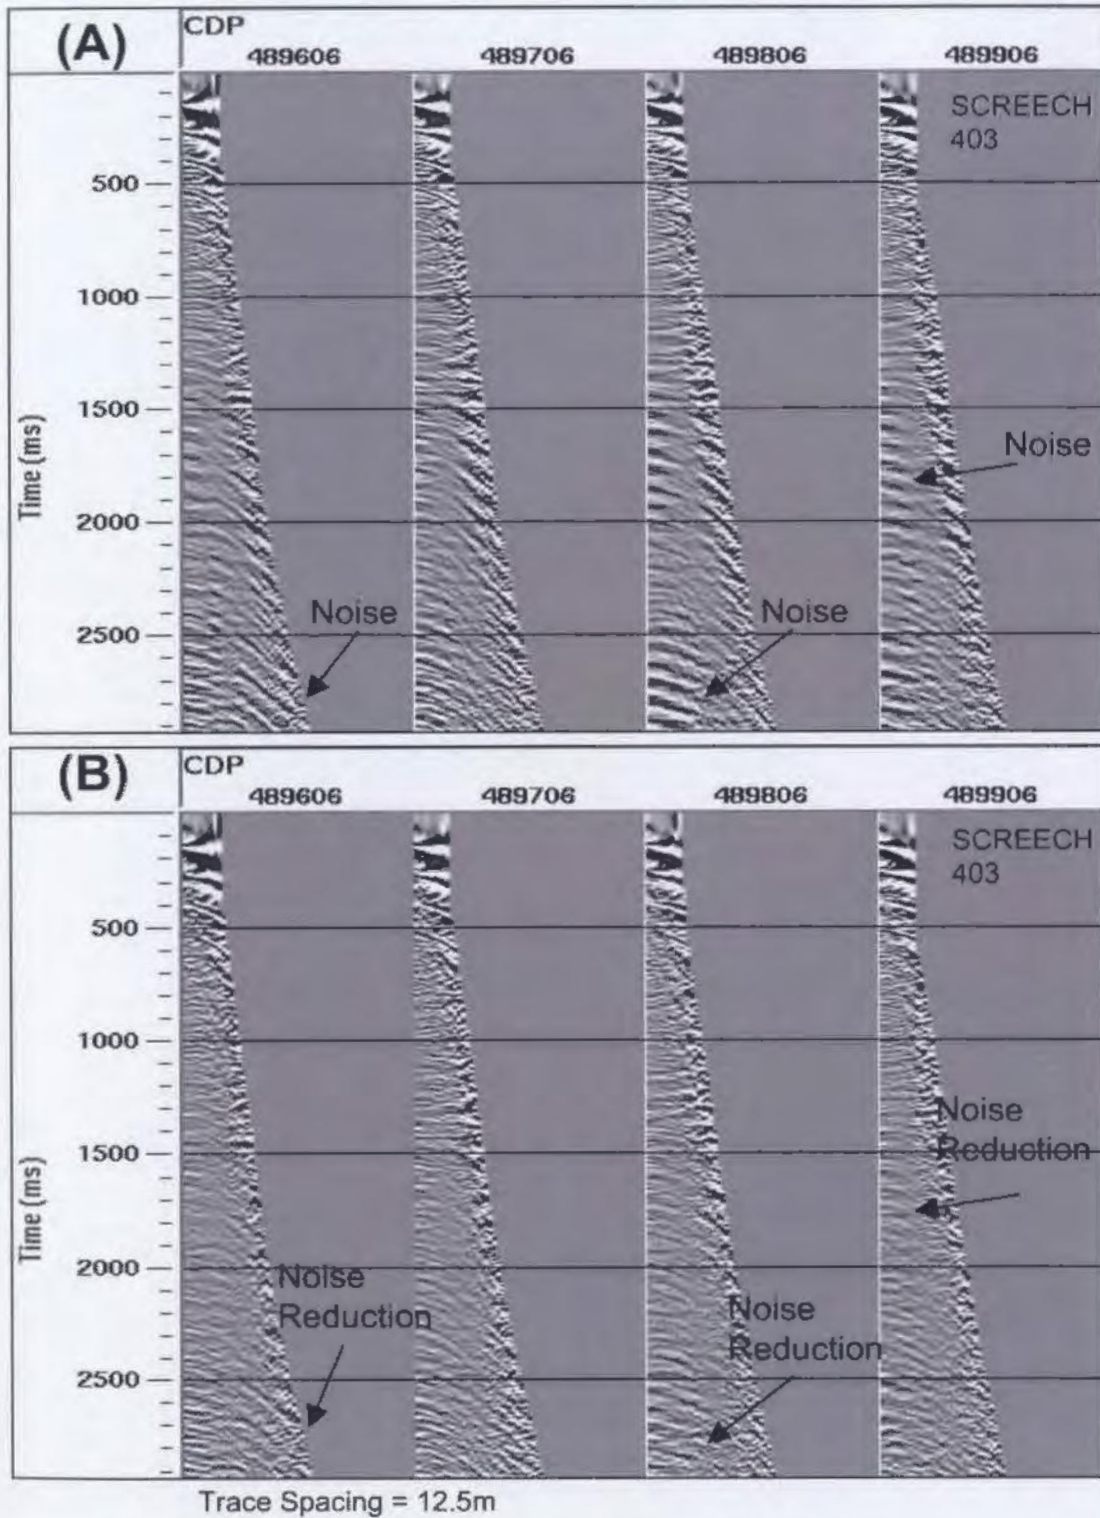 (A)
CDP
489606 489706 489806 489906
SCREECH
403
500
1000
1500
Noise
2000
Noise Noise
2500
Time (ms)
(B)
CDP
489606 489706 489806 489906
SCREECH
403
500
1000
Noise
Reduction
1500
2000
Noise
Reduction
Noise
Reduction
2500
Time (ms)
Trace Spacing = 12.5m